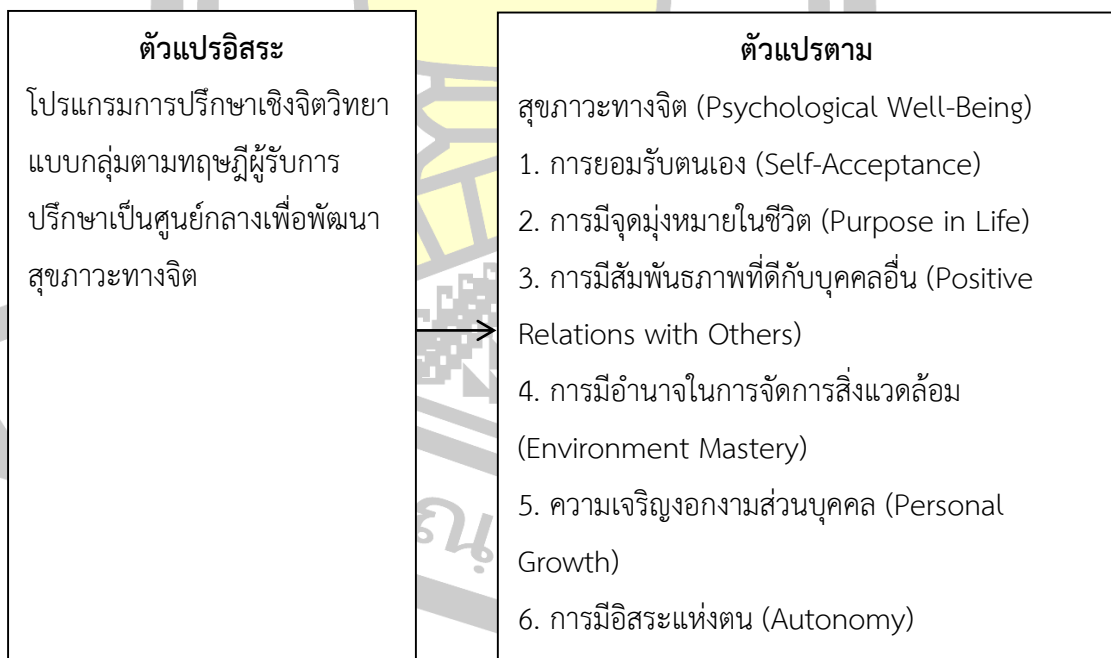 ตัวแปรอิสระ
โปรแกรมการปรึกษาเชิงจิตวิทยา
แบบกลุ่มตามทฤษฎีผู้รับการ
ปรึกษาเป็นศูนย์กลางเพื่อพัฒนา
สุขภาวะทางจิต
ตัวแปรตาม
สุขภาวะทางจิต (Psychological Well-Being)
1. การยอมรับตนเอง (Self-Acceptance)
2. การมีจุดมุ่งหมายในชีวิต (Purpose in Life)
3. การมีสัมพันธภาพที่ดีกับบุคคลอื่น (Positive
Relations with Others)
4. การมีอำนาจในการจัดการสิ่งแวดล้อม
(Environment Mastery)
5. ความเจริญงอกงามส่วนบุคคล (Personal
Growth)
6. การมีอิสระแห่งตน (Autonomy)